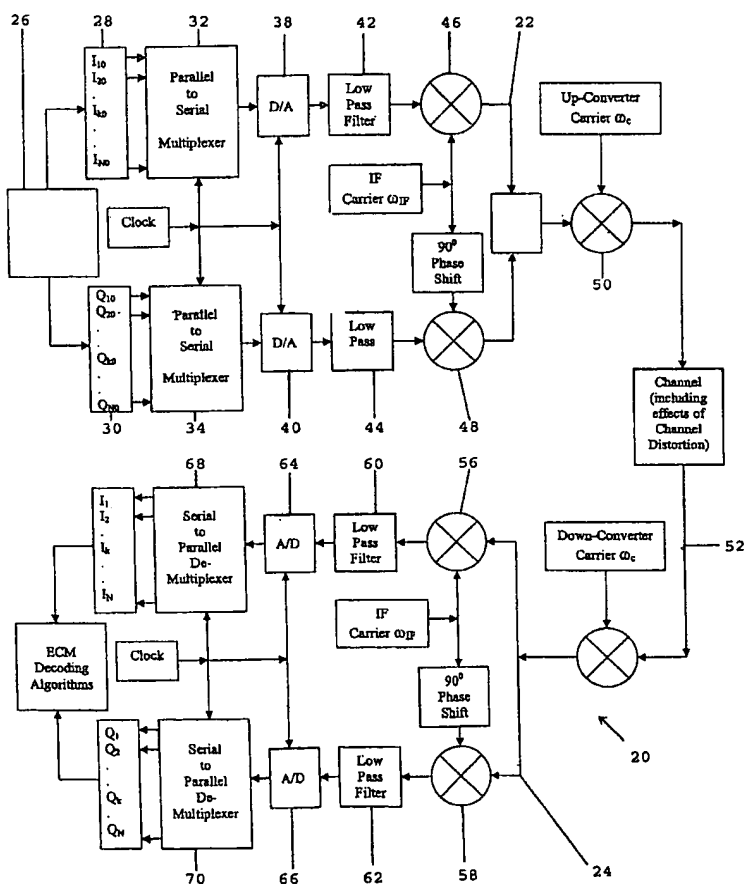 26
28
32
38
42
46
22
I10
I20
.
Ik0
.
.
IN0
Parallel
to
Serial
Multiplexer
D/A
Low
Pass
Filter
Up-Converter
Carrier ωc
IF
Carrier ωIF
Clock
90⁰
Phase
Shift
50
Q10
Q20
.
.
Qk0
.
.
QN0
Parallel
to
Serial
Multiplexer
D/A
Low
Pass
30
34
40
44
48
Channel
(including
effects of
Channel
Distortion)
68
64
60
56
I1
I2
.
Ik
.
.
IN
Serial
to
Parallel
De-
Multiplexer
A/D
Low
Pass
Filter
Down-Converter
Carrier ωc
52
IF
Carrier ωIF
ECM
Decoding
Algorithms
Clock
90⁰
Phase
Shift
20
Q1
Q2
.
.
Qk
.
QN
Serial
to
Parallel
De-
Multiplexer
A/D
Low
Pass
Filter
70
66
62
58
24